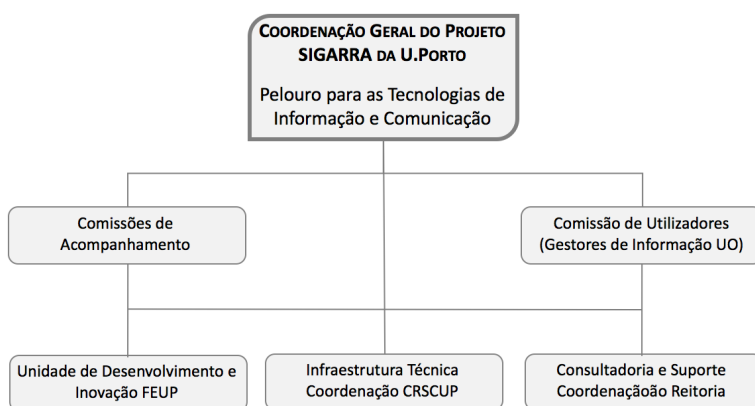 COORDENAÇÃO GERAL DO PROJETO
SIGARRA DA U.PORTO
Pelouro para as Tecnologias de
Informação e Comunicação
Comissões de
Acompanhamento
Comissão de Utilizadores
(Gestores de Informação UO)
Unidade de Desenvolvimento e
Inovação FEUP
Infraestrutura Técnica
Coordenação CRSCUP
Consultadoria e Suporte
Coordenaçãoão Reitoria